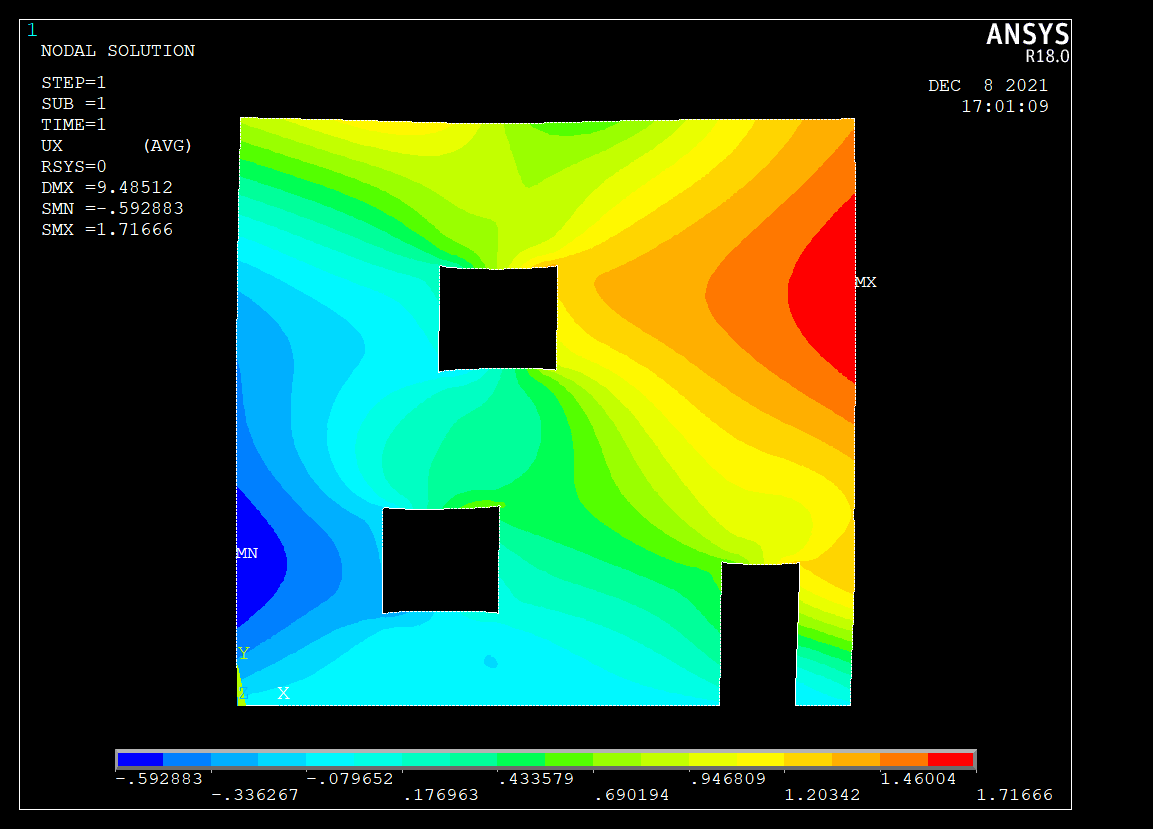 1
ANSYS
R18.0
NODAL SOLUTION
STEP=1
SUB =1
TIME=1
UX (AVG)
RSYS=0
DMX =9.48512
SMN =-.592883
SMX =1.71666
DEC 8 2021
17:01:09
MX
MN
Y
Z X
-.592883 -.079652 .433579 .946809 1.46004
-.336267 .176963 .690194 1.20342 1.71666